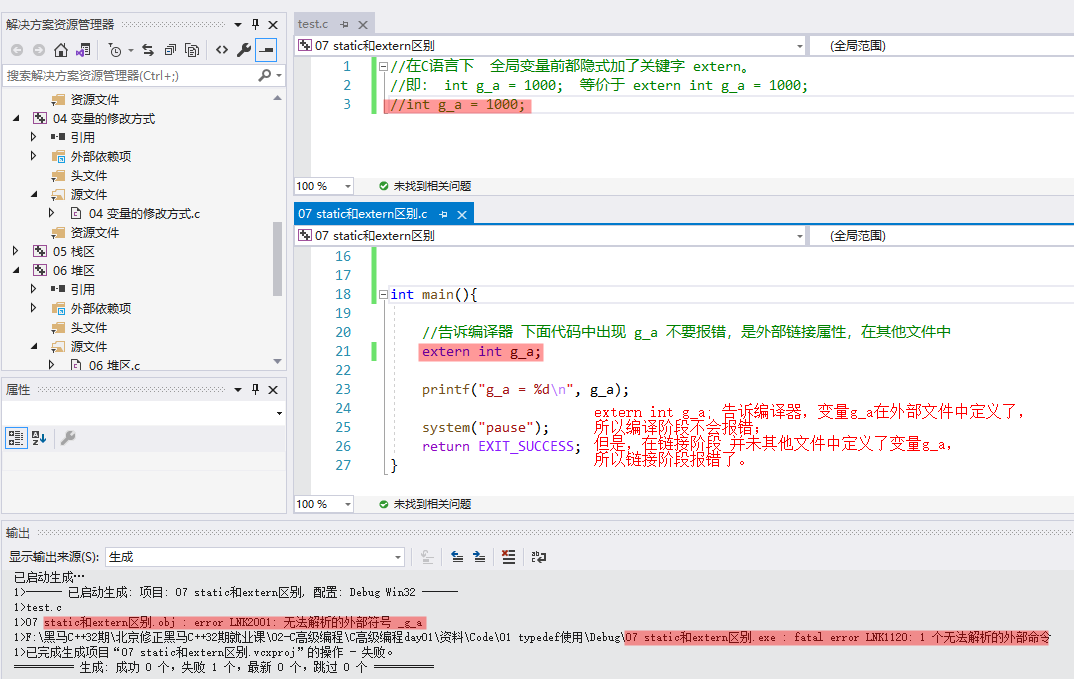 解决方案资源管理器
搜索解决方案资源管理器(Ctrl+;)
资源文件
04 变量的修改方式
引用
外部依赖项
头文件
源文件
04 变量的修改方式.c
资源文件
05 栈区
06 堆区
引用
外部依赖项
头文件
源文件
06 堆区.c
属性
test.c
07 static和extern区别
(全局范围)
1 //在C语言下 全局变量前都隐式加了关键字 extern。
2 //即: int g_a = 1000; 等价于 extern int g_a = 1000;
3 //int g_a = 1000;
100 %
未找到相关问题
07 static和extern区别.c
07 static和extern区别
(全局范围)
16
17
18 int main(){
19
20 //告诉编译器 下面代码中出现 g_a 不要报错，是外部链接属性，在其他文件中
21 extern int g_a;
22
23 printf("g_a = %d\n", g_a);
24
25 system("pause");
26 return EXIT_SUCCESS;
27 }
extern int g_a; 告诉编译器，变量g_a在外部文件中定义了，
所以编译阶段不会报错；
但是，在链接阶段 并未其他文件中定义了变量g_a，
所以链接阶段报错了。
100 %
未找到相关问题
输出
显示输出来源(S): 生成
已启动生成…
1>------ 已启动生成: 项目: 07 static和extern区别, 配置: Debug Win32 ------
1>test.c
1>07 static和extern区别.obj : error LNK2001: 无法解析的外部符号 _g_a
1>F:\黑马C++32期\北京修正黑马C++32期就业课\02-C高级编程\C高级编程day01\资料\Code\01 typedef使用\Debug\07 static和extern区别.exe : fatal error LNK1120: 1 个无法解析的外部命令
1>已完成生成项目“07 static和extern区别.vcxproj”的操作 - 失败。
========== 生成: 成功 0 个，失败 1 个，最新 0 个，跳过 0 个 ==========